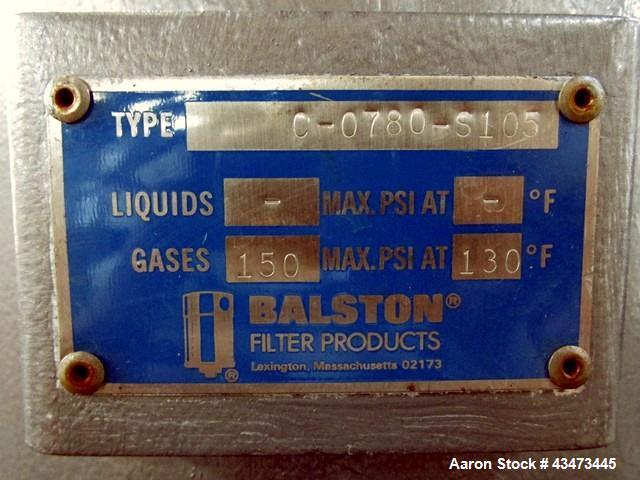 TYPE C-0780-S105
LIQUIDS - MAX. PSI AT - °F
GASES 150 MAX. PSI AT 130 °F
BALSTON®
FILTER PRODUCTS
®
Lexington, Massachusetts 02173
Aaron Stock # 43473445